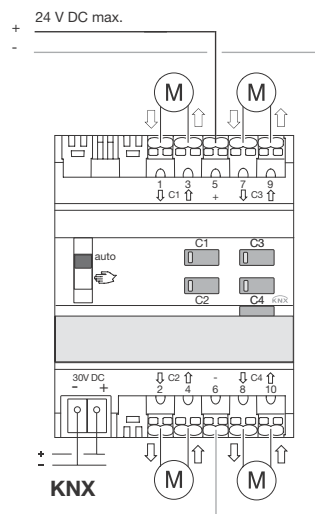 24 V DC max.
+
-
M M
1 3 5 7 9
C1 + C3
auto
C1 C3
C2 C4 KNX
30V DC
- +
C2 - C4
2 4 6 8 10
+
-
KNX
M M